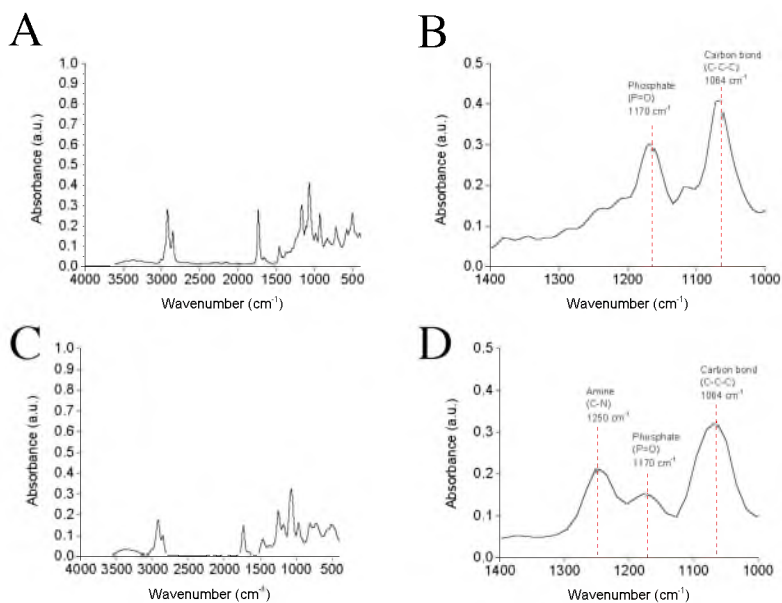 A
1.0
0.9
0.8
0.7
0.6
0.5
0.4
0.3
0.2
0.1
0.0
Absorbance (a.u.)
4000 3500 3000 2500 2000 1500 1000 500
Wavenumber (cm-1)
B
0.5
0.4
0.3
0.2
0.1
0.0
Absorbance (a.u.)
Phosphate
(P=O)
1170 cm-1
Carbon bond
(C-C-C)
1064 cm-1
1400 1300 1200 1100 1000
Wavenumber (cm-1)
C
1.0
0.9
0.8
0.7
0.6
0.5
0.4
0.3
0.2
0.1
0.0
Absorbance (a.u.)
4000 3500 3000 2500 2000 1500 1000 500
Wavenumber (cm-1)
D
0.5
0.4
0.3
0.2
0.1
0.0
Absorbance (a.u.)
Amine
(C-N)
1250 cm-1
Phosphate
(P=O)
1170 cm-1
Carbon bond
(C-C-C)
1064 cm-1
1400 1300 1200 1100 1000
Wavenumber (cm-1)